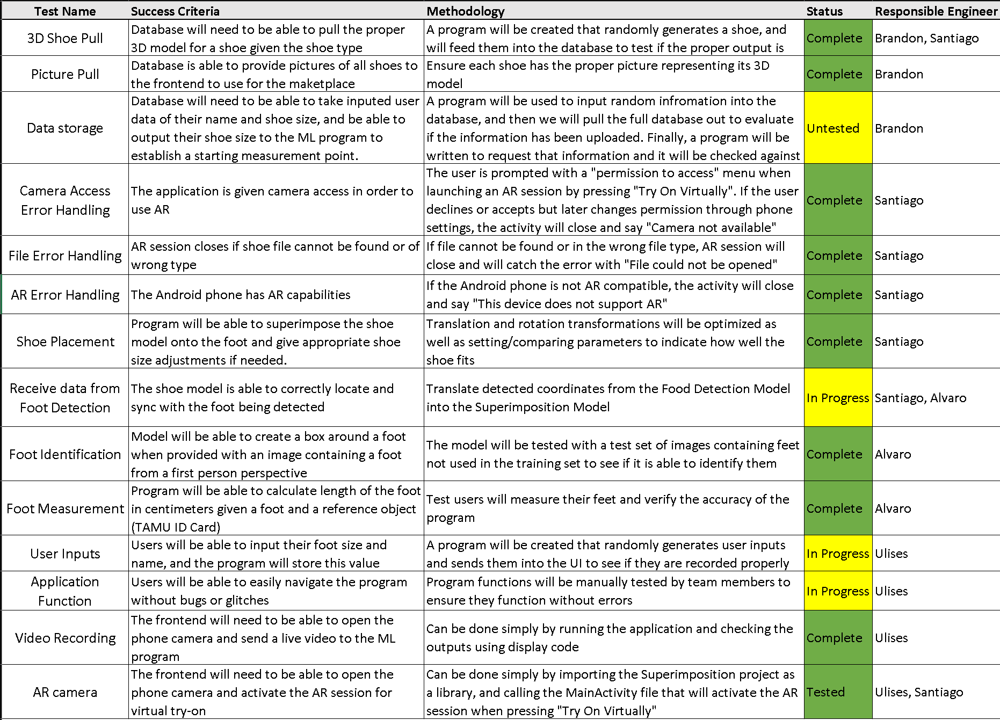 Test Name Success Criteria Methodology Status Responsible Engineer
3D Shoe Pull
Database will need to be able to pull the proper
3D model for a shoe given the shoe type
A program will be created that randomly generates a shoe, and
will feed them into the database to test if the proper output is
Complete
Brandon, Santiago
Picture Pull
Database is able to provide pictures of all shoes to
the frontend to use for the maketplace
Ensure each shoe has the proper picture representing its 3D
model
Complete
Brandon
Data storage
Database will need to be able to take inputed user
data of their name and shoe size, and be able to
output their shoe size to the ML program to
establish a starting measurement point.
A program will be used to input random infromation into the
database, and then we will pull the full database out to evaluate
if the information has been uploaded. Finally, a program will be
written to request that information and it will be checked against
Untested
Brandon
Camera Access
Error Handling
The application is given camera access in order to
use AR
The user is prompted with a "permission to access" menu when
launching an AR session by pressing "Try On Virtually". If the user
declines or accepts but later changes permission through phone
settings, the activity will close and say "Camera not available"
Complete
Santiago
File Error Handling
AR session closes if shoe file cannot be found or of
wrong type
If file cannot be found or in the wrong file type, AR session will
close and will catch the error with "File could not be opened"
Complete
Santiago
AR Error Handling
The Android phone has AR capabilities
If the Android phone is not AR compatible, the activity will close
and say "This device does not support AR"
Complete
Santiago
Shoe Placement
Program will be able to superimpose the shoe
model onto the foot and give appropriate shoe
size adjustments if needed.
Translation and rotation transformations will be optimized as
well as setting/comparing parameters to indicate how well the
shoe fits
Complete
Santiago
Receive data from
Foot Detection
The shoe model is able to correctly locate and
sync with the foot being detected
Translate detected coordinates from the Food Detection Model
into the Superimposition Model
In Progress
Santiago, Alvaro
Foot Identification
Model will be able to create a box around a foot
when provided with an image containing a foot
from a first person perspective
The model will be tested with a test set of images containing feet
not used in the training set to see if it is able to identify them
Complete
Alvaro
Foot Measurement
Program will be able to calculate length of the foot
in centimeters given a foot and a reference object
(TAMU ID Card)
Test users will measure their feet and verify the accuracy of the
program
Complete
Alvaro
User Inputs
Users will be able to input their foot size and
name, and the program will store this value
A program will be created that randomly generates user inputs
and sends them into the UI to see if they are recorded properly
In Progress
Ulises
Application
Function
Users will be able to easily navigate the program
without bugs or glitches
Program functions will be manually tested by team members to
ensure they function without errors
In Progress
Ulises
Video Recording
The frontend will need to be able to open the
phone camera and send a live video to the ML
program
Can be done simply by running the application and checking the
outputs using display code
Complete
Ulises
AR camera
The frontend will need to be able to open the
phone camera and activate the AR session for
virtual try-on
Can be done simply by importing the Superimposition project as
a library, and calling the MainActivity file that will activate the AR
session when pressing "Try On Virtually"
Tested
Ulises, Santiago